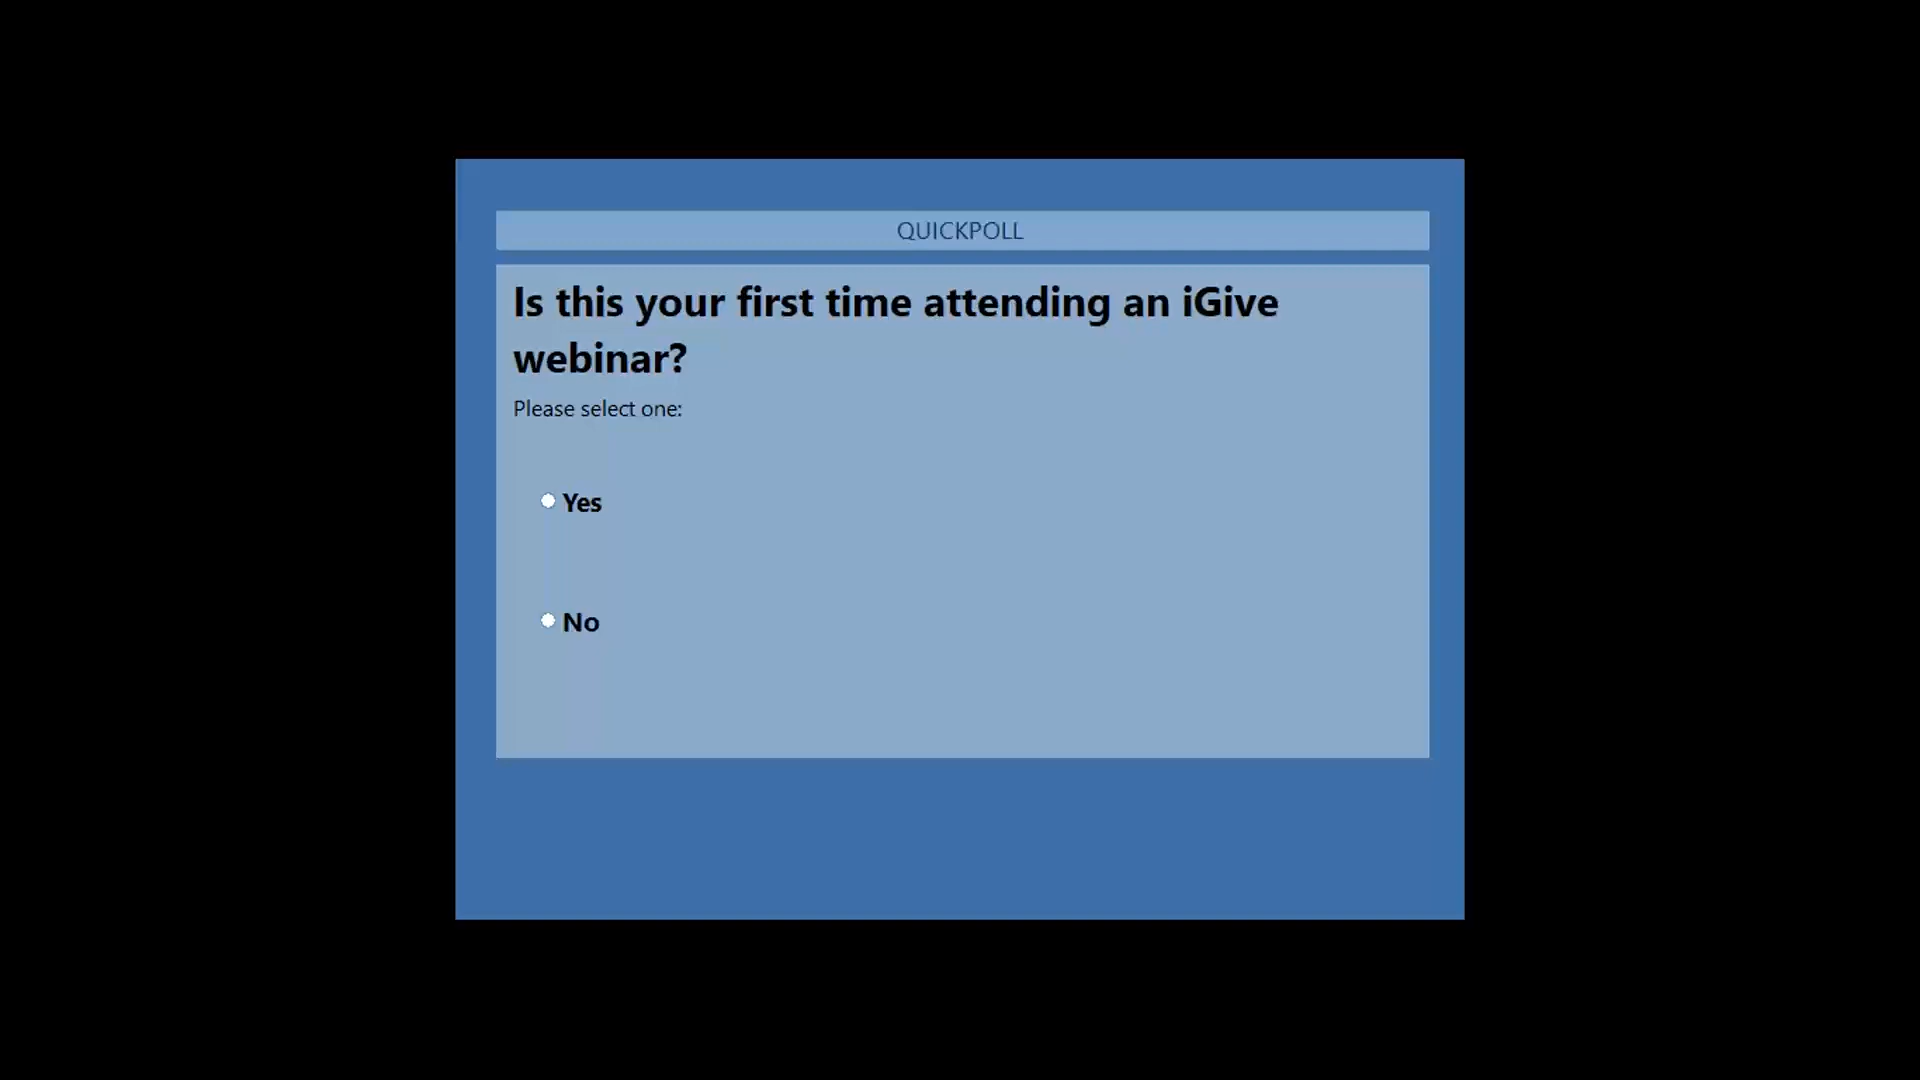 QUICKPOLL
Is this your first time attending an iGive
webinar?
Please select one:
Yes
No